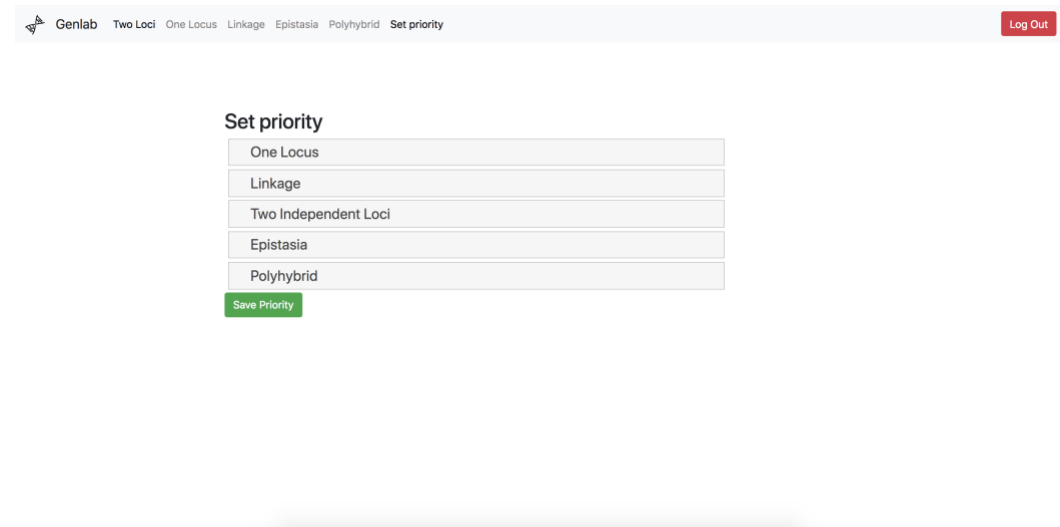 Genlab Two Loci One Locus Linkage Epistasia Polyhybrid Set priority Log Out
Set priority
One Locus
Linkage
Two Independent Loci
Epistasia
Polyhybrid
Save Priority